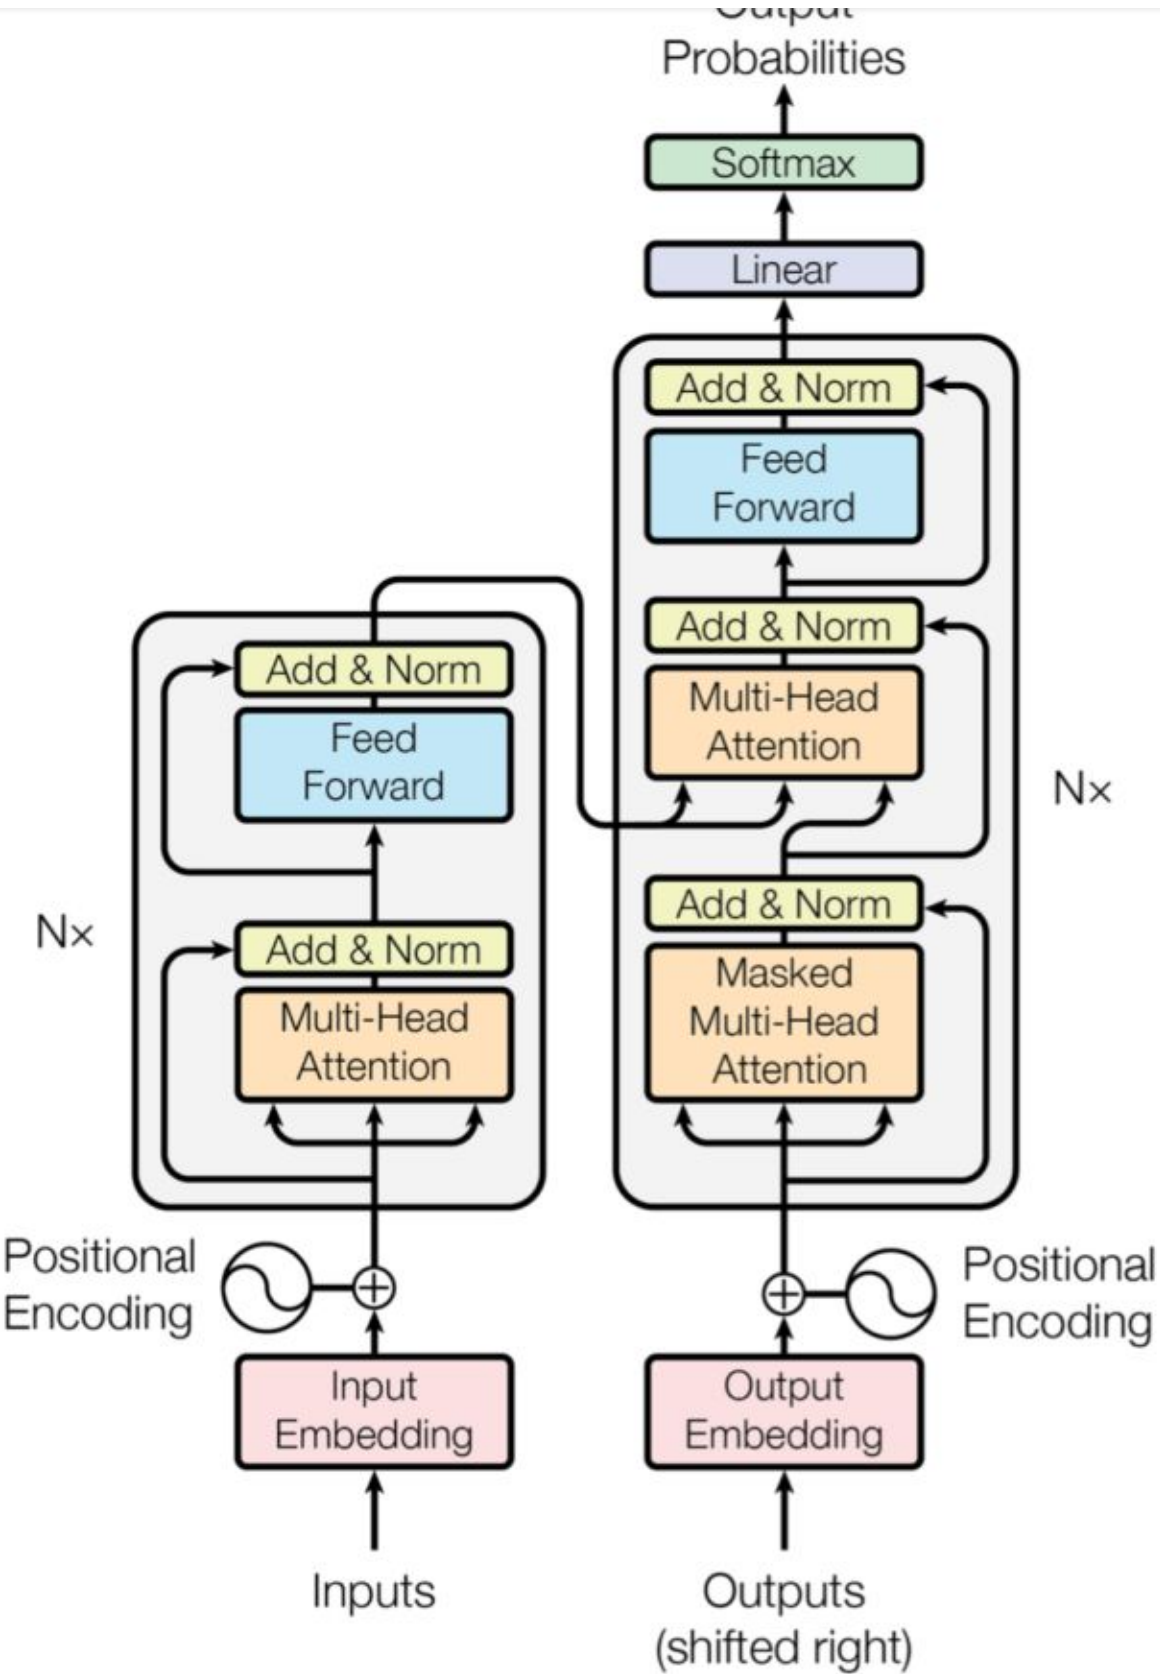 Output
Probabilities
Softmax
Linear
Add & Norm
Feed
Forward
Add & Norm
Multi-Head
Attention
Nx
Add & Norm
Masked
Multi-Head
Attention
Add & Norm
Feed
Forward
Nx
Add & Norm
Multi-Head
Attention
Positional
Encoding
Positional
Encoding
Input
Embedding
Output
Embedding
Inputs
Outputs
(shifted right)